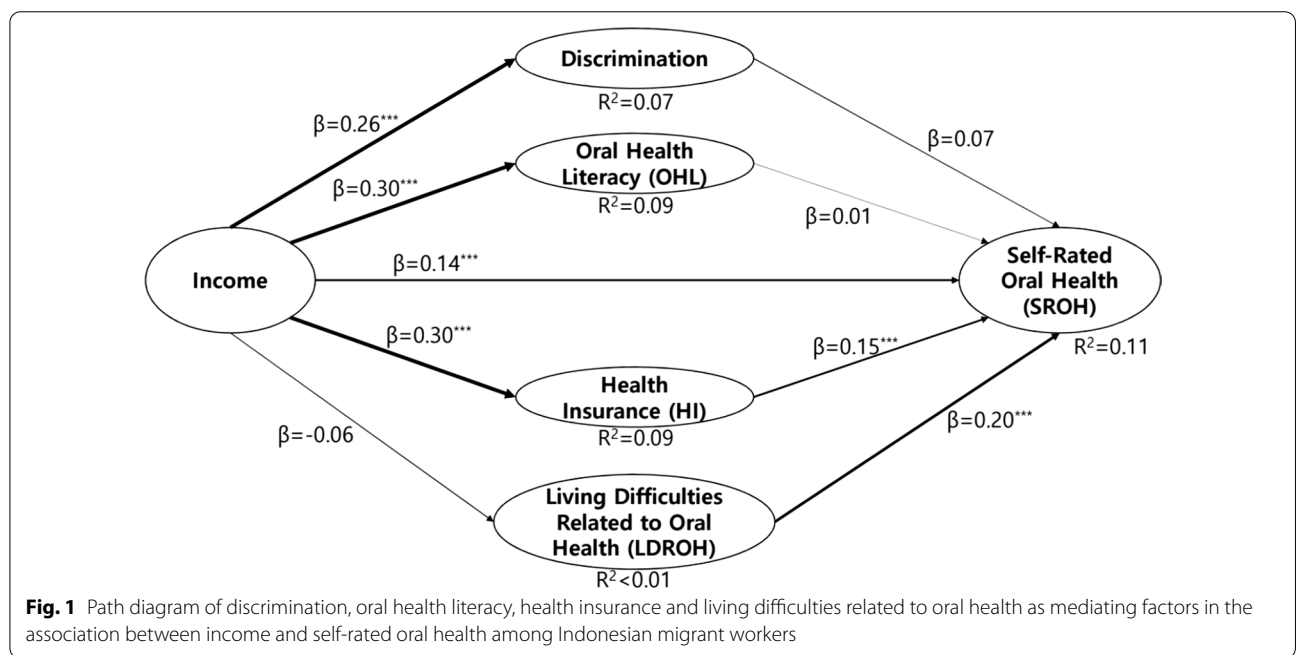 Discrimination
R²=0.07
β=0.26***
β=0.07
Oral Health
Literacy (OHL)
R²=0.09
β=0.30***
β=0.01
Income
β=0.14***
Self-Rated
Oral Health
(SROH)
R²=0.11
β=0.30***
β=0.15***
Health
Insurance (HI)
R²=0.09
β=-0.06
β=0.20***
Living Difficulties
Related to Oral
Health (LDROH)
R²<0.01
Fig. 1 Path diagram of discrimination, oral health literacy, health insurance and living difficulties related to oral health as mediating factors in the
association between income and self-rated oral health among Indonesian migrant workers